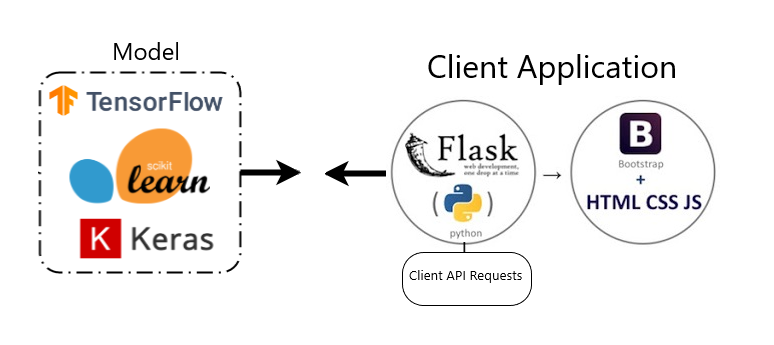 Model
TensorFlow
scikit
learn
K Keras
Client Application
Flask
web development,
one drop at a time
( )
python
Client API Requests
B
Bootstrap
+
HTML CSS JS